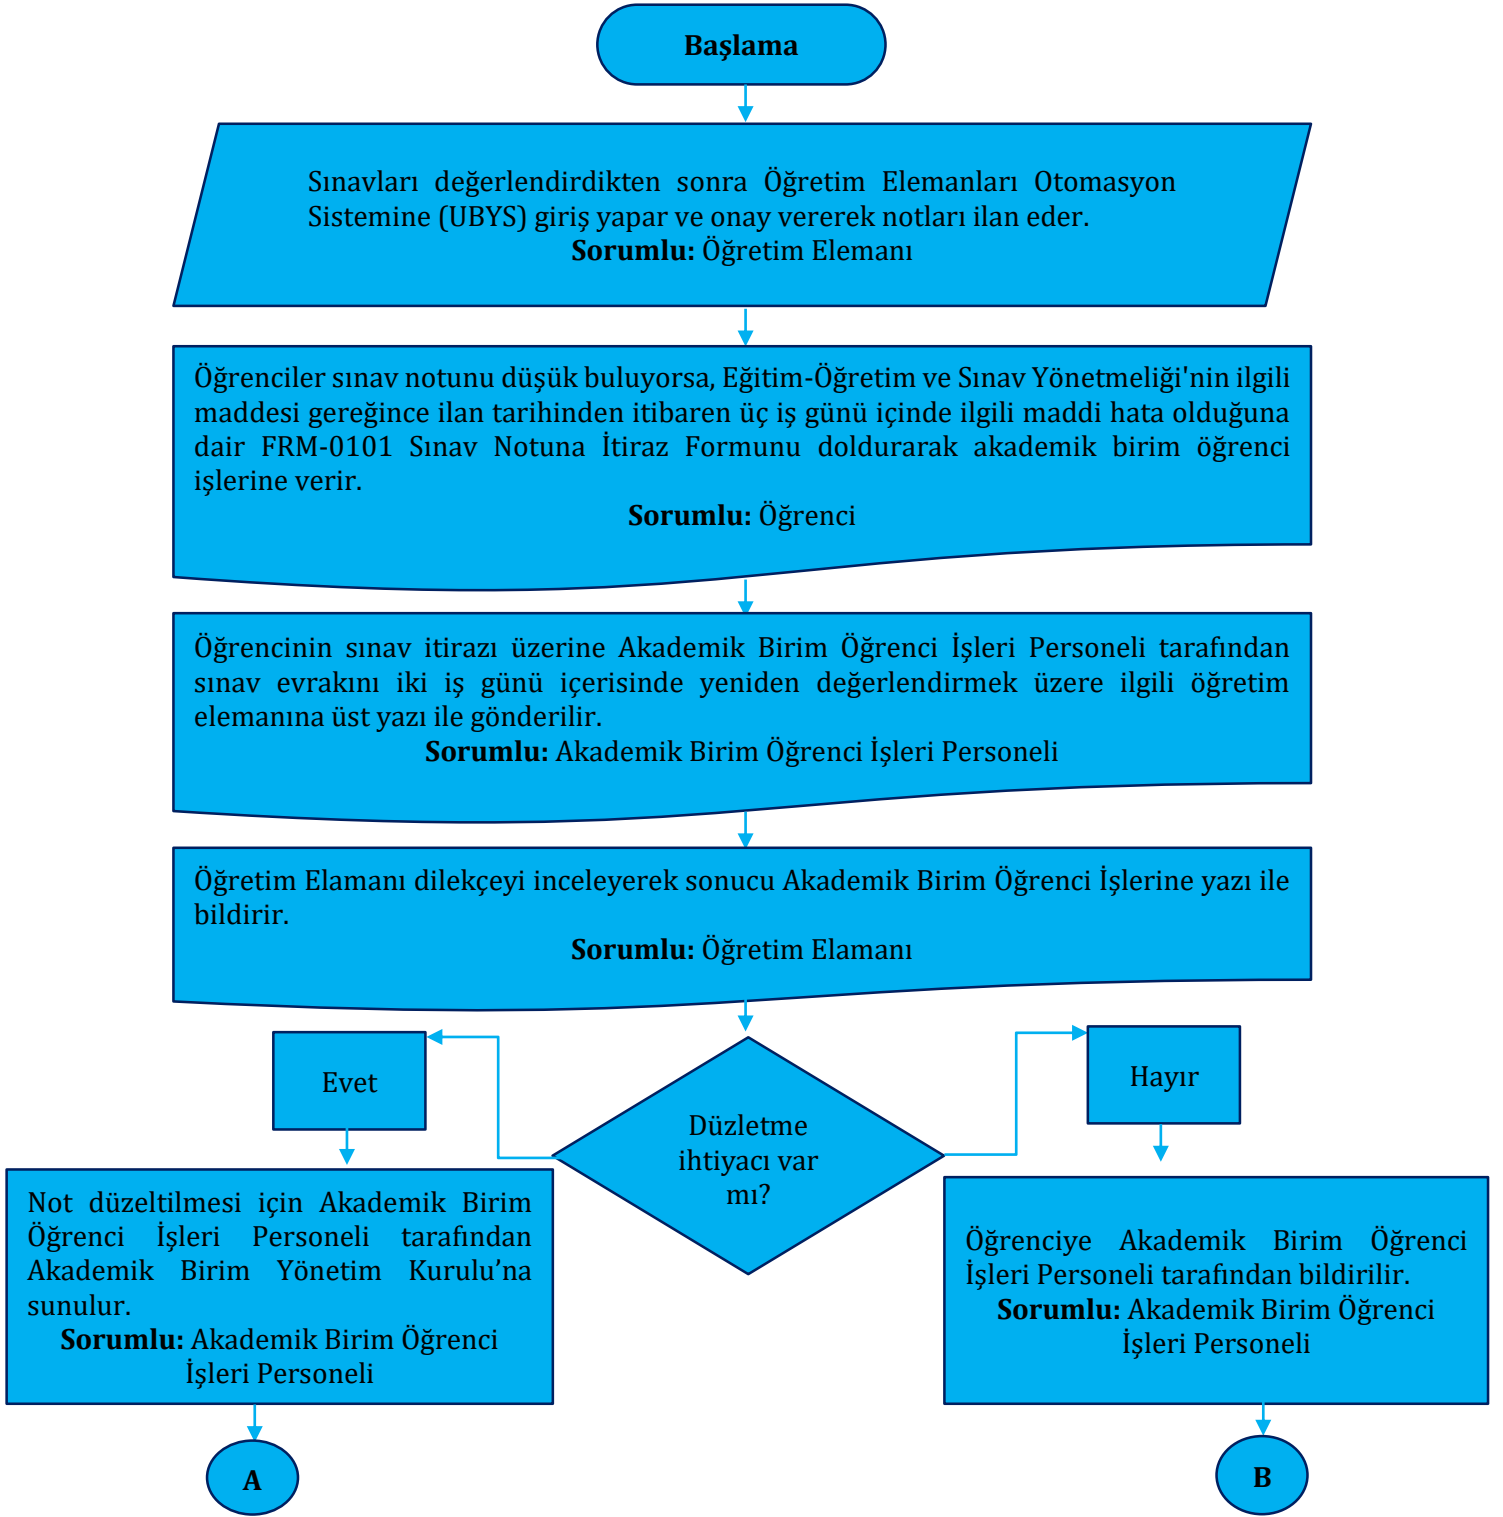 Başlama
Sınavları değerlendirdikten sonra Öğretim Elemanları Otomasyon
Sistemine (UBYS) giriş yapar ve onay vererek notları ilan eder.
Sorumlu: Öğretim Elemanı
Öğrenciler sınav notunu düşük buluyorsa, Eğitim-Öğretim ve Sınav Yönetmeliği'nin ilgili
maddesi gereğince ilan tarihinden itibaren üç iş günü içinde ilgili maddi hata olduğuna
dair FRM-0101 Sınav Notuna İtiraz Formunu doldurarak akademik birim öğrenci
işlerine verir.
Sorumlu: Öğrenci
Öğrencinin sınav itirazı üzerine Akademik Birim Öğrenci İşleri Personeli tarafından
sınav evrakını iki iş günü içerisinde yeniden değerlendirmek üzere ilgili öğretim
elemanına üst yazı ile gönderilir.
Sorumlu: Akademik Birim Öğrenci İşleri Personeli
Öğretim Elamanı dilekçeyi inceleyerek sonucu Akademik Birim Öğrenci İşlerine yazı ile
bildirir.
Sorumlu: Öğretim Elamanı
Evet
Hayır
Düzletme
ihtiyacı var
mı?
Not düzeltilmesi için Akademik Birim
Öğrenci İşleri Personeli tarafından
Akademik Birim Yönetim Kurulu’na
sunulur.
Sorumlu: Akademik Birim Öğrenci
İşleri Personeli
Öğrenciye Akademik Birim Öğrenci
İşleri Personeli tarafından bildirilir.
Sorumlu: Akademik Birim Öğrenci
İşleri Personeli
A
B